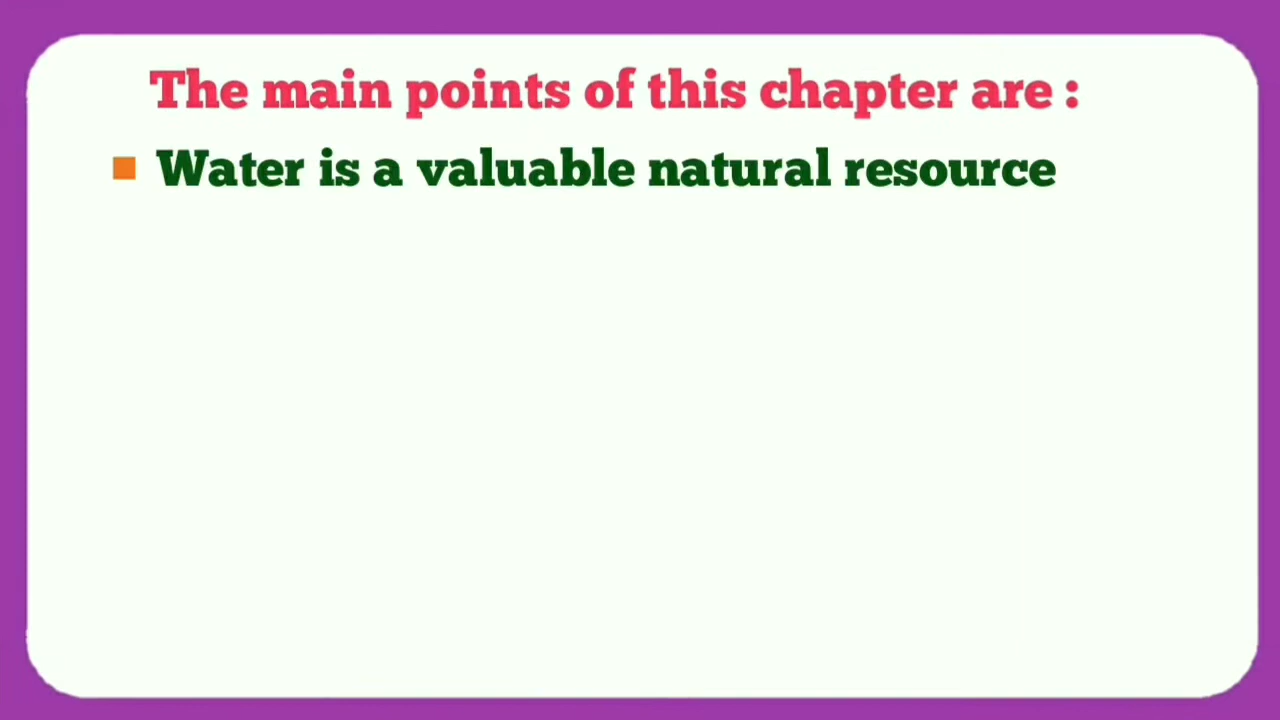 The main points of this chapter are :
Water is a valuable natural resource